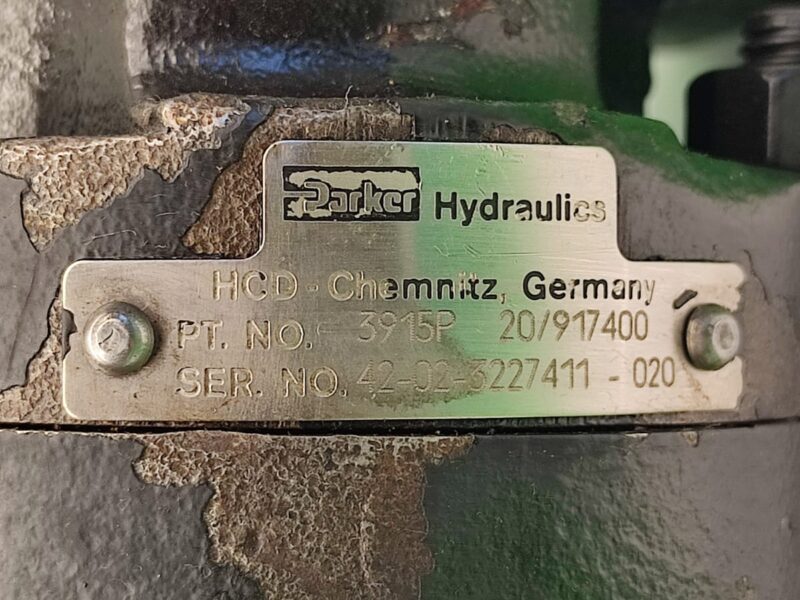 Parker Hydraulics
HCD - Chemnitz, Germany
PT. NO. 3915P 20/917400
SER. NO. 42-02-3227411 - 020